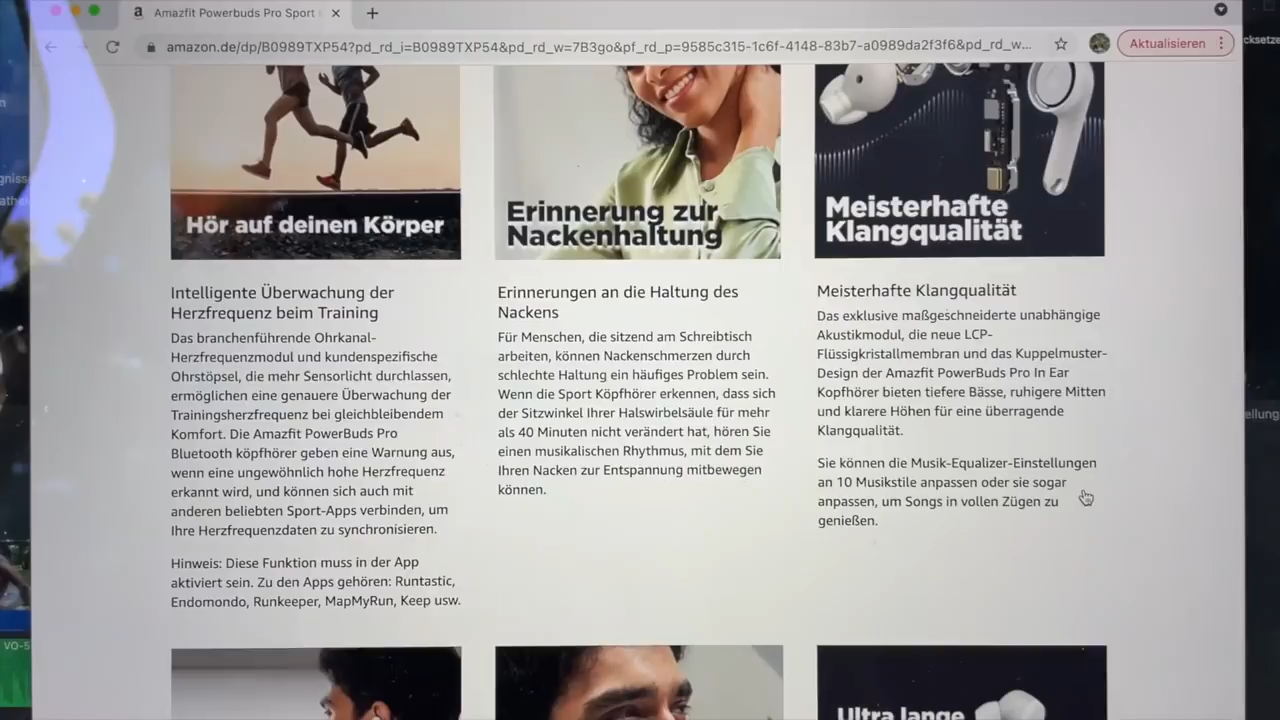 Amazfit Powerbuds Pro Sport
amazon.de/dp/B0989TXP54?pd_rd_i=B0989TXP54&pd_rd_w=7B3go&pf_rd_p=9585c315-1c6f-4148-83b7-a0989da2f3f6&pd_rd_w...
Aktualisieren
Hör auf deinen Körper
Erinnerung zur
Nackenhaltung
Meisterhafte
Klangqualität
Intelligente Überwachung der
Herzfrequenz beim Training
Das branchenführende Ohrkanal-
Herzfrequenzmodul und kundenspezifische
Ohrstöpsel, die mehr Sensorlicht durchlassen,
ermöglichen eine genauere Überwachung der
Trainingsherzfrequenz bei gleichbleibendem
Komfort. Die Amazfit PowerBuds Pro
Bluetooth köpfhörer geben eine Warnung aus,
wenn eine ungewöhnlich hohe Herzfrequenz
erkannt wird, und können sich auch mit
anderen beliebten Sport-Apps verbinden, um
Ihre Herzfrequenzdaten zu synchronisieren.
Hinweis: Diese Funktion muss in der App
aktiviert sein. Zu den Apps gehören: Runtastic,
Endomondo, Runkeeper, MapMyRun, Keep usw.
Erinnerungen an die Haltung des
Nackens
Für Menschen, die sitzend am Schreibtisch
arbeiten, können Nackenschmerzen durch
schlechte Haltung ein häufiges Problem sein.
Wenn die Sport Köpfhörer erkennen, dass sich
der Sitzwinkel Ihrer Halswirbelsäule für mehr
als 40 Minuten nicht verändert hat, hören Sie
einen musikalischen Rhythmus, mit dem Sie
Ihren Nacken zur Entspannung mitbewegen
können.
Meisterhafte Klangqualität
Das exklusive maßgeschneiderte unabhängige
Akustikmodul, die neue LCP-
Flüssigkristallmembran und das Kuppelmuster-
Design der Amazfit PowerBuds Pro In Ear
Kopfhörer bieten tiefere Bässe, ruhigere Mitten
und klarere Höhen für eine überragende
Klangqualität.
Sie können die Musik-Equalizer-Einstellungen
an 10 Musikstile anpassen oder sie sogar
anpassen, um Songs in vollen Zügen zu
genießen.
Ultra lange
VO-5
cksetze
ellung